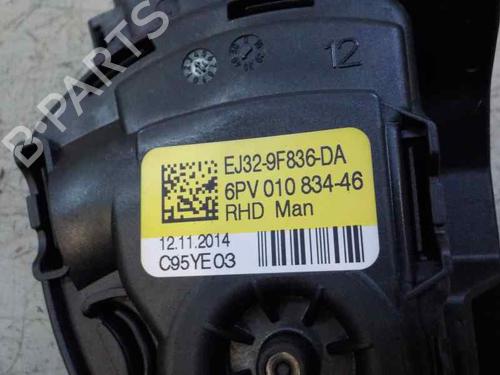 B-PARTS
12
EJ32-9F836-DA
6PV 010 834-46
RHD Man
12.11.2014
C95YE03